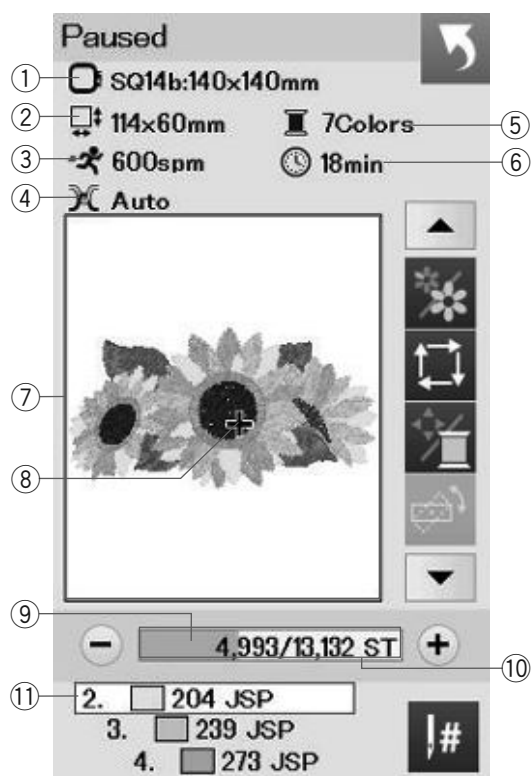 Paused
① SQ14b:140x140mm
② 114x60mm 7Colors ⑤
③ 600spm 18min ⑥
④ Auto
⑦
⑧
⑨
− 4,993/13,132 ST +
⑩
⑪ 2. 204 JSP
3. 239 JSP
4. 273 JSP
#